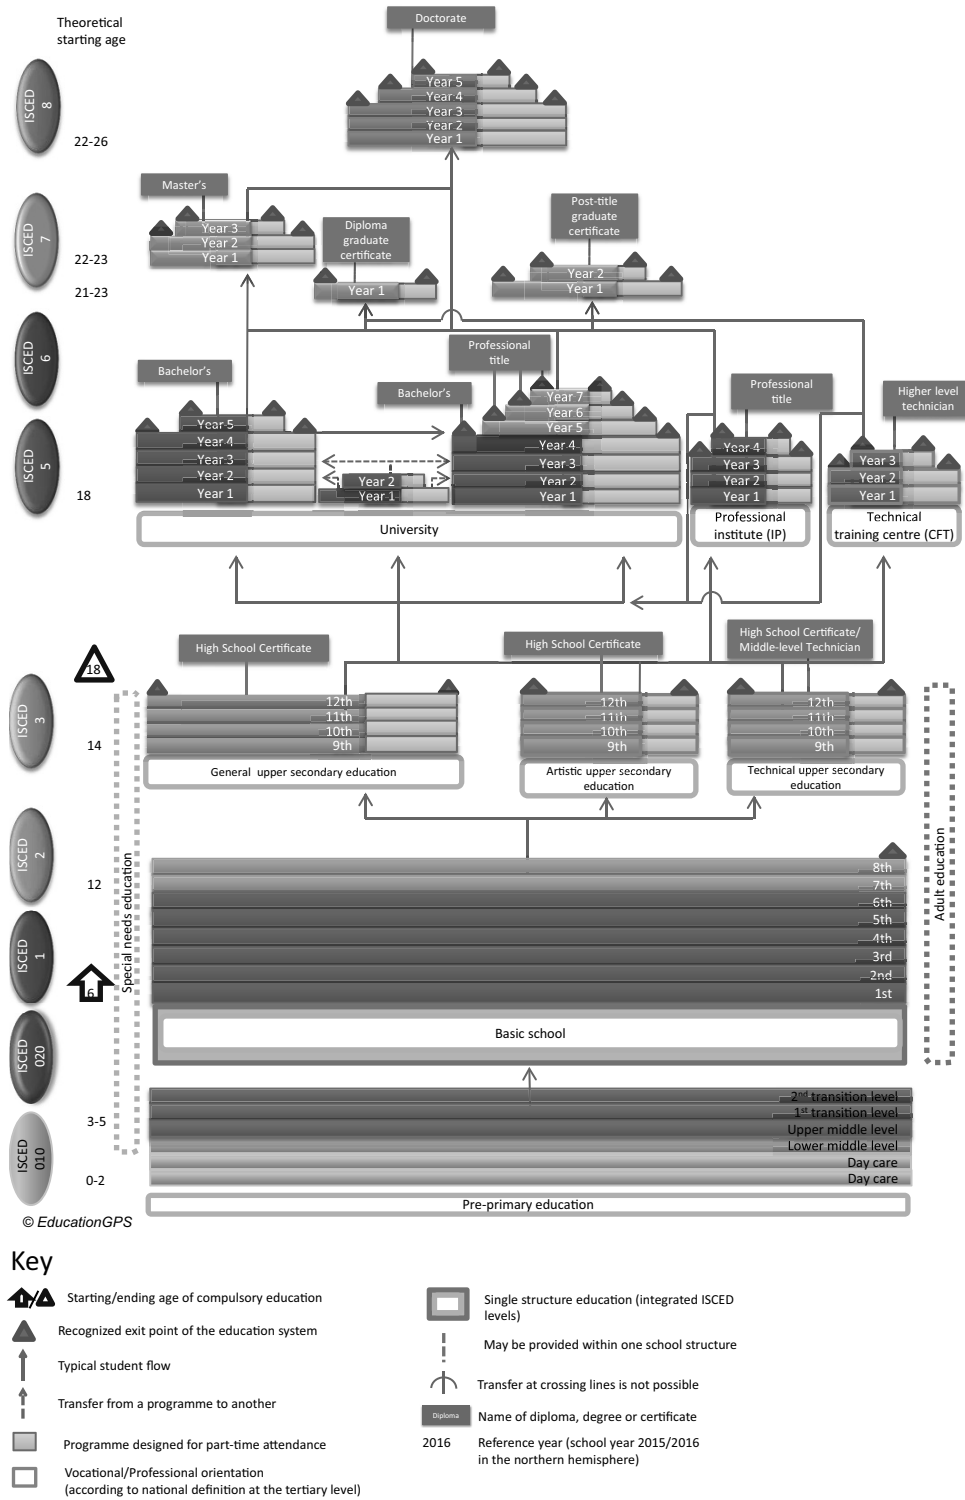 Theoretical
starting age
Doctorate
ISCED
8
Year 5
Year 4
Year 3
Year 2
Year 1
22-26
Master's
Post-title
graduate
certificate
Diploma
graduate
certificate
ISCED
7
Year 3
Year 2
Year 1
22-23
Year 2
Year 1
Year 1
21-23
ISCED
6
Professional
title
Bachelor's
Bachelor's
Professional
title
Higher level
technician
Year 7
Year 6
Year 5
Year 4
Year 3
Year 2
Year 1
Year 5
Year 4
Year 3
Year 2
Year 1
Year 2
Year 1
Year 4
Year 3
Year 2
Year 1
Year 3
Year 2
Year 1
ISCED
5
18
University
Professional
institute (IP)
Technical
training centre (CFT)
High School Certificate
High School Certificate
High School Certificate/
Middle-level Technician
18
ISCED
3
12th
11th
10th
9th
12th
11th
10th
9th
12th
11th
10th
9th
14
General upper secondary education
Artistic upper secondary
education
Technical upper secondary
education
ISCED
2
12
8th
7th
6th
5th
4th
3rd
2nd
1st
Special needs education
Adult education
ISCED
1
6
Basic school
ISCED
020
2nd transition level
1st transition level
Upper middle level
Lower middle level
Day care
Day care
3-5
ISCED
010
0-2
Pre-primary education
© EducationGPS
Key
Starting/ending age of compulsory education
Recognized exit point of the education system
Typical student flow
Transfer from a programme to another
Programme designed for part-time attendance
Vocational/Professional orientation
(according to national definition at the tertiary level)
Single structure education (integrated ISCED
levels)
May be provided within one school structure
Transfer at crossing lines is not possible
Diploma
Name of diploma, degree or certificate
2016
Reference year (school year 2015/2016
in the northern hemisphere)